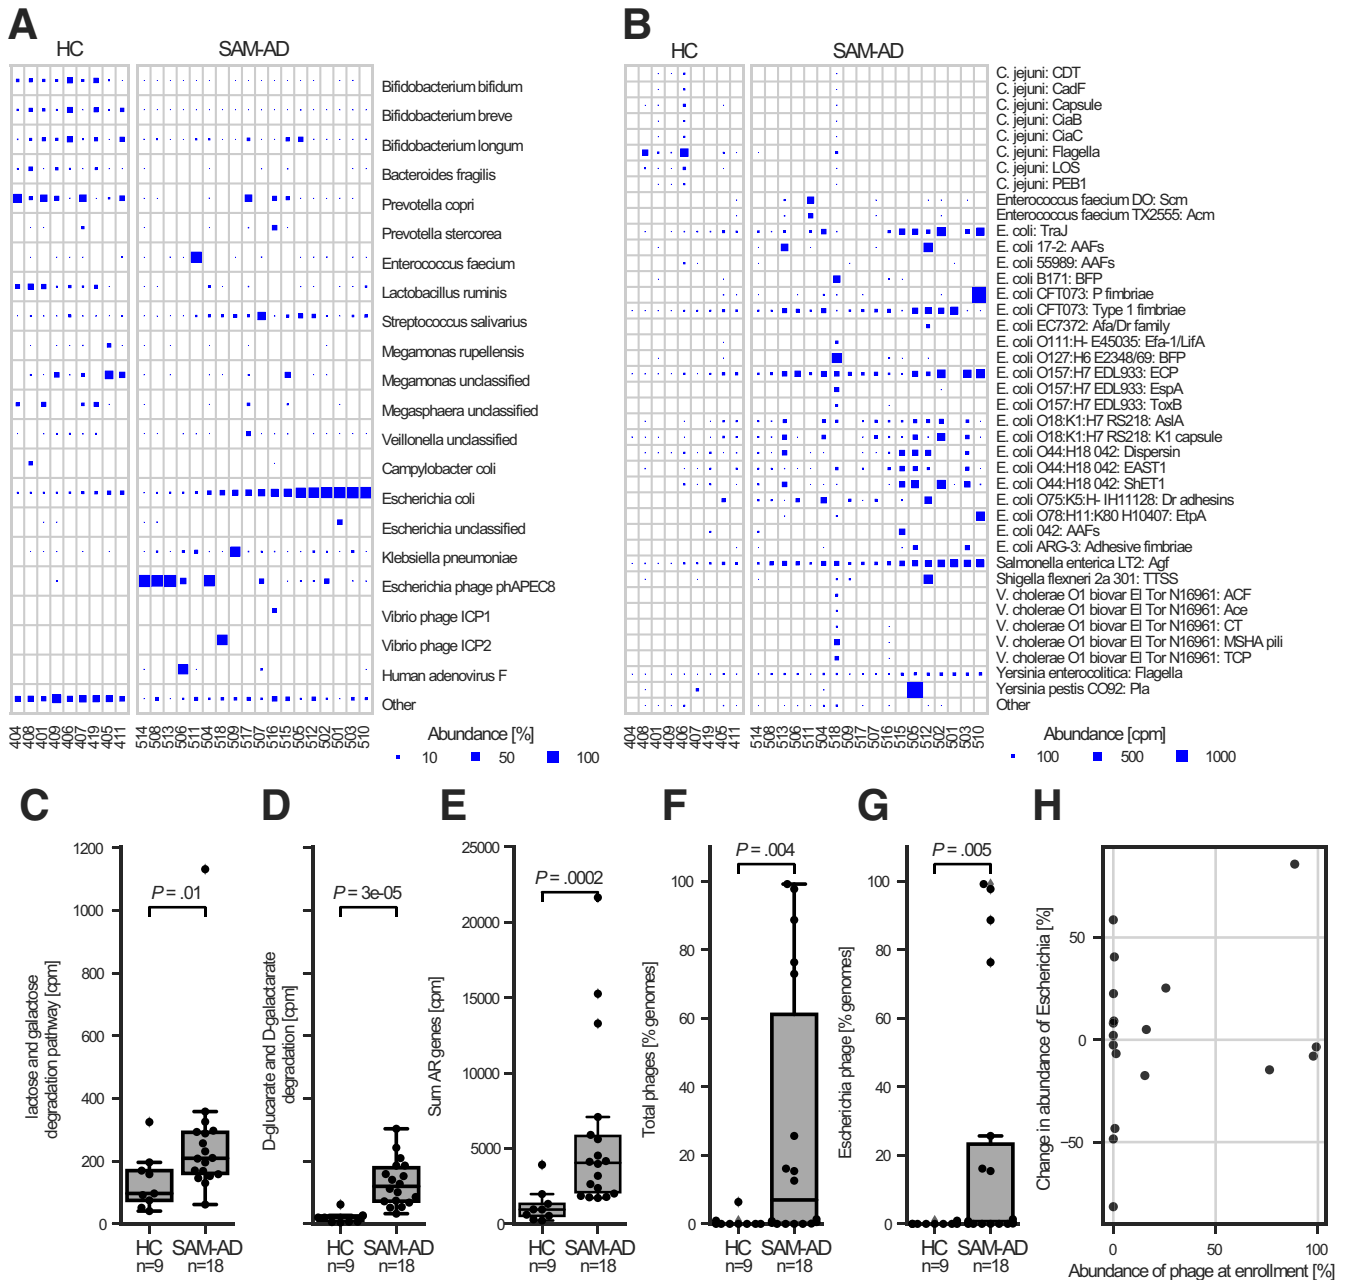 A
HC SAM-AD
Bifidobacterium bifidum
Bifidobacterium breve
Bifidobacterium longum
Bacteroides fragilis
Prevotella copri
Prevotella stercorea
Enterococcus faecium
Lactobacillus ruminis
Streptococcus salivarius
Megamonas rupellensis
Megamonas unclassified
Megasphaera unclassified
Veillonella unclassified
Campylobacter coli
Escherichia coli
Escherichia unclassified
Klebsiella pneumoniae
Escherichia phage phAPEC8
Vibrio phage ICP1
Vibrio phage ICP2
Human adenovirus F
Other
404 408 401 409 406 407 419 405 411 514 508 513 506 511 504 518 509 517 507 516 515 505 512 502 501 503 510
Abundance [%]
10 50 100
B
HC SAM-AD
C. jejuni: CDT
C. jejuni: CadF
C. jejuni: Capsule
C. jejuni: CiaB
C. jejuni: CiaC
C. jejuni: Flagella
C. jejuni: LOS
C. jejuni: PEB1
Enterococcus faecium DO: Scm
Enterococcus faecium TX2555: Acm
E. coli: TraJ
E. coli 17-2: AAFs
E. coli 55989: AAFs
E. coli B171: BFP
E. coli CFT073: P fimbriae
E. coli CFT073: Type 1 fimbriae
E. coli EC7372: Afa/Dr family
E. coli O111:H- E45035: Efa-1/LifA
E. coli O127:H6 E2348/69: BFP
E. coli O157:H7 EDL933: ECP
E. coli O157:H7 EDL933: EspA
E. coli O157:H7 EDL933: ToxB
E. coli O18:K1:H7 RS218: AslA
E. coli O18:K1:H7 RS218: K1 capsule
E. coli O44:H18 042: Dispersin
E. coli O44:H18 042: EAST1
E. coli O44:H18 042: ShET1
E. coli O75:K5:H- IH11128: Dr adhesins
E. coli O78:H11:K80 H10407: EtpA
E. coli 042: AAFs
E. coli ARG-3: Adhesive fimbriae
Salmonella enterica LT2: Agf
Shigella flexneri 2a 301: TTSS
V. cholerae O1 biovar El Tor N16961: ACF
V. cholerae O1 biovar El Tor N16961: Ace
V. cholerae O1 biovar El Tor N16961: CT
V. cholerae O1 biovar El Tor N16961: MSHA pili
V. cholerae O1 biovar El Tor N16961: TCP
Yersinia enterocolitica: Flagella
Yersinia pestis CO92: Pla
Other
404 408 401 409 406 407 419 405 411 514 508 513 506 511 504 518 509 517 507 516 515 505 512 502 501 503 510
Abundance [cpm]
100 500 1000
C
lactose and galactose
degradation pathway [cpm]
1200
1000
800
600
400
200
0
P = .01
HC SAM-AD
n=9 n=18
D
D-glucarate and D-galactarate
degradation [cpm]
P = 3e-05
HC SAM-AD
n=9 n=18
E
Sum AR genes [cpm]
25000
20000
15000
10000
5000
0
P = .0002
HC SAM-AD
n=9 n=18
F
Total phages [% genomes]
100
80
60
40
20
0
P = .004
HC SAM-AD
n=9 n=18
G
Escherichia phage [% genomes]
100
80
60
40
20
0
P = .005
HC SAM-AD
n=9 n=18
H
Change in abundance of Escherichia [%]
50
0
−50
0 50 100
Abundance of phage at enrollment [%]